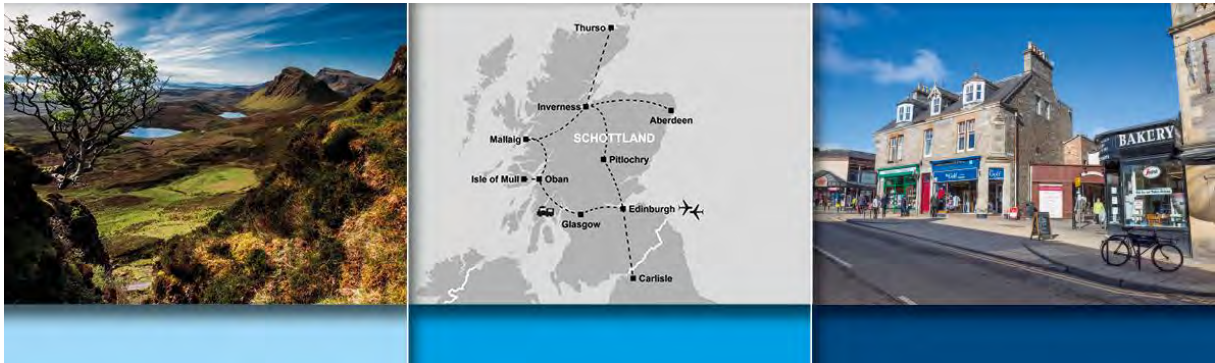 Thurso
Inverness
Aberdeen
Mallaig
SCHOTTLAND
Pitlochry
Isle of Mull
Oban
Edinburgh
Glasgow
Carlisle
BAKERY